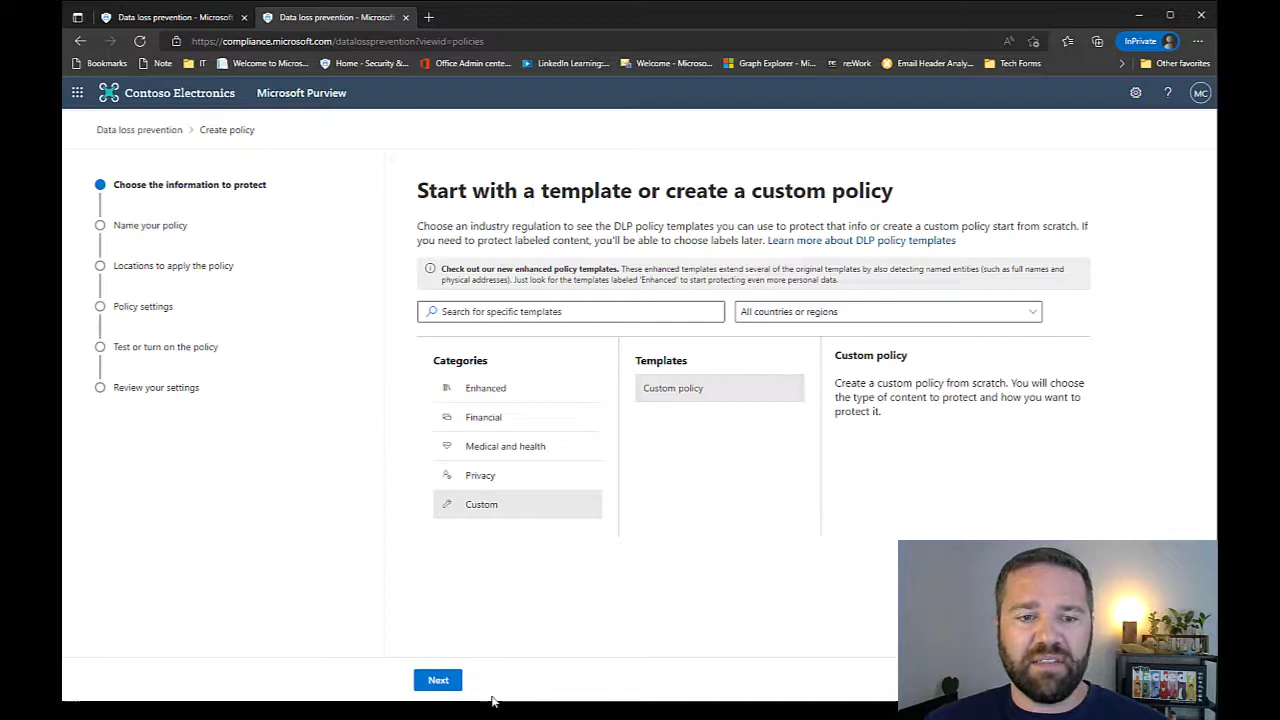 Data loss prevention - Microsoft
Data loss prevention - Microsoft
https://compliance.microsoft.com/datalossprevention?viewid=policies
InPrivate
Bookmarks
Note
IT
Welcome to Micros...
Home - Security &...
Office Admin cente...
LinkedIn Learning:...
Welcome - Microso...
Graph Explorer - Mi...
re:Work
Email Header Analy...
Tech Forms
Other favorites
Contoso Electronics
Microsoft Purview
MC
Data loss prevention > Create policy
Choose the information to protect
Name your policy
Locations to apply the policy
Policy settings
Test or turn on the policy
Review your settings
Start with a template or create a custom policy
Choose an industry regulation to see the DLP policy templates you can use to protect that info or create a custom policy start from scratch. If
you need to protect labeled content, you'll be able to choose labels later. Learn more about DLP policy templates
Check out our new enhanced policy templates. These enhanced templates extend several of the original templates by also detecting named entities (such as full names and
physical addresses). Just look for the templates labeled 'Enhanced' to start protecting even more personal data.
Search for specific templates
All countries or regions
Categories
Enhanced
Financial
Medical and health
Privacy
Custom
Templates
Custom policy
Custom policy
Create a custom policy from scratch. You will choose
the type of content to protect and how you want to
protect it.
Next
Hacked?